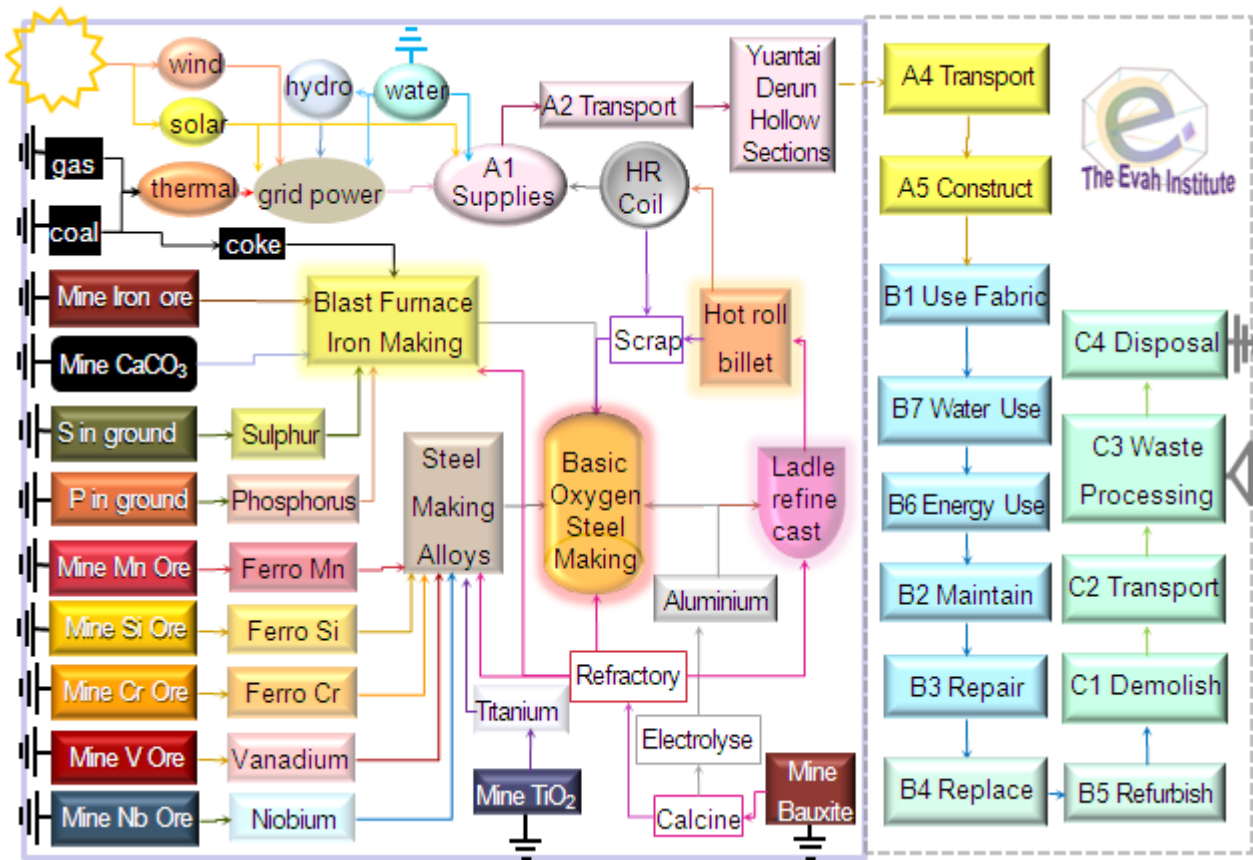 wind
solar
hydro
water
gas
coal
thermal
grid power
coke
A1
Supplies
A2 Transport
Yuantai
Derun
Hollow
Sections
HR
Coil
Mine Iron ore
Mine CaCO₃
Blast Furnace
Iron Making
Scrap
Hot roll
billet
S in ground
Sulphur
P in ground
Phosphorus
Mine Mn Ore
Ferro Mn
Mine Si Ore
Ferro Si
Mine Cr Ore
Ferro Cr
Mine V Ore
Vanadium
Mine Nb Ore
Niobium
Steel
Making
Alloys
Basic
Oxygen
Steel
Making
Ladle
refine
cast
Aluminium
Refractory
Titanium
Electrolyse
Mine TiO₂
Calcine
Mine
Bauxite
A4 Transport
A5 Construct
B1 Use Fabric
B7 Water Use
B6 Energy Use
B2 Maintain
B3 Repair
B4 Replace
B5 Refurbish
C1 Demolish
C2 Transport
C3 Waste
Processing
C4 Disposal
e.
The Evah Institute